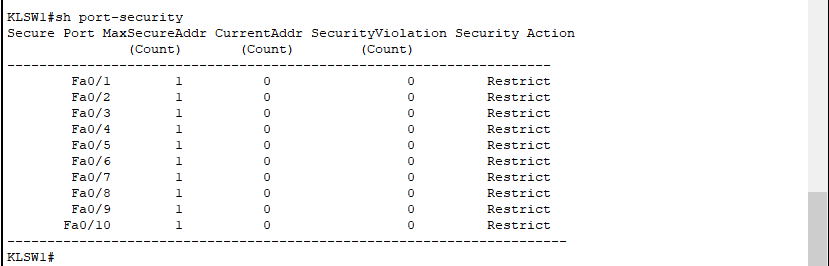 KLSW1#sh port-security
Secure Port MaxSecureAddr CurrentAddr SecurityViolation Security Action
(Count) (Count) (Count)
--------------------------------------------------------------------
Fa0/1 1 0 0 Restrict
Fa0/2 1 0 0 Restrict
Fa0/3 1 0 0 Restrict
Fa0/4 1 0 0 Restrict
Fa0/5 1 0 0 Restrict
Fa0/6 1 0 0 Restrict
Fa0/7 1 0 0 Restrict
Fa0/8 1 0 0 Restrict
Fa0/9 1 0 0 Restrict
Fa0/10 1 0 0 Restrict
----------------------------------------------------------------------
KLSW1#